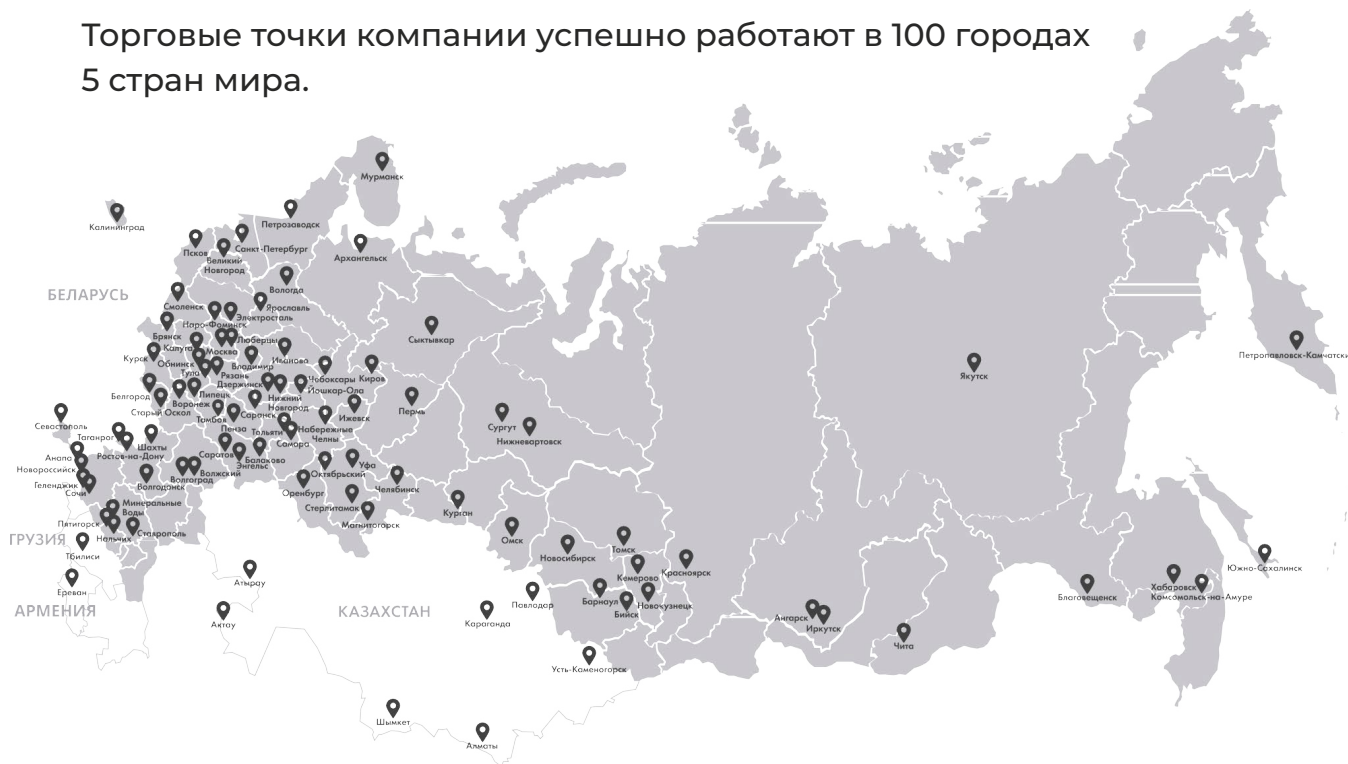 Торговые точки компании успешно работают в 100 городах
5 стран мира.
Мурманск
Калининград
Петрозаводск
Псков
Санкт-Петербург
Великий
Новгород
Архангельск
Вологда
БЕЛАРУСЬ
Смоленск
Ярославль
Электросталь
Наро-Фоминск
Брянск
Люберцы
Сыктывкар
Калуга
Москва
Курск
Обнинск
Владимир
Иваново
Петропавловск-Камчатски
Тула
Рязань
Дзержинск
Чебоксары
Киров
Якутск
Йошкар-Ола
Белгород
Липецк
Нижний
Новгород
Воронеж
Старый Оскол
Саранск
Пермь
Тамбов
Ижевск
Севастополь
Пенза
Тольятти
Набережные
Челны
Сургут
Таганрог
Самара
Нижневартовск
Шахты
Ростов-на-Дону
Саратов
Балаково
Анапа
Энгельс
Уфа
Новороссийск
Волжский
Октябрьский
Волгоград
Геленджик
Волгодонск
Челябинск
Сочи
Оренбург
Минеральные
Воды
Стерлитамак
Курган
Пятигорск
Магнитогорск
Ставрополь
Нальчик
ГРУЗИЯ
Омск
Томск
Тбилиси
Новосибирск
Красноярск
Южно-Сахалинск
Кемерово
Атырау
Хабаровск
Ереван
Павлодар
Барнаул
Новокузнецк
Благовещенск
Комсомольск-на-Амуре
АРМЕНИЯ
КАЗАХСТАН
Бийск
Актау
Караганда
Ангарск
Иркутск
Чита
Усть-Каменогорск
Шымкет
Алматы